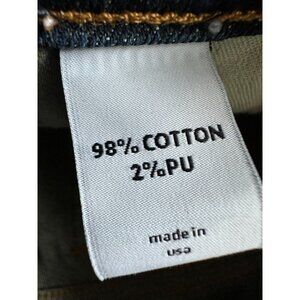 98% COTTON
2% PU
made in
usa